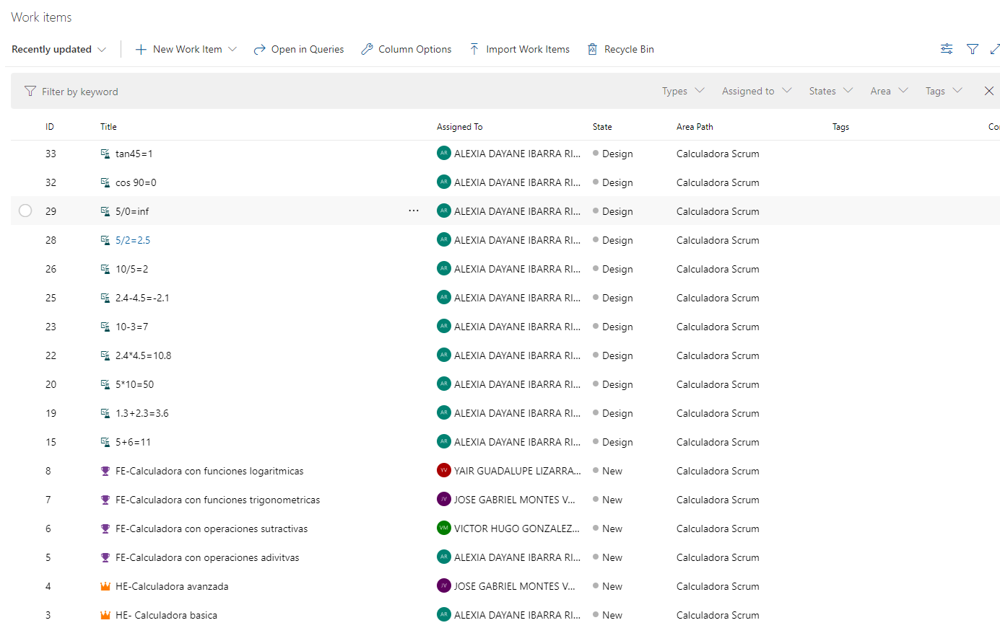 Work items
Recently updated New Work Item Open in Queries Column Options Import Work Items Recycle Bin
Filter by keyword Types Assigned to States Area Tags
ID Title Assigned To State Area Path Tags Co
33 tan45=1 AR ALEXIA DAYANE IBARRA RI... Design Calculadora Scrum
32 cos 90=0 AR ALEXIA DAYANE IBARRA RI... Design Calculadora Scrum
29 5/0=inf ... AR ALEXIA DAYANE IBARRA RI... Design Calculadora Scrum
28 5/2=2.5 AR ALEXIA DAYANE IBARRA RI... Design Calculadora Scrum
26 10/5=2 AR ALEXIA DAYANE IBARRA RI... Design Calculadora Scrum
25 2.4-4.5=-2.1 AR ALEXIA DAYANE IBARRA RI... Design Calculadora Scrum
23 10-3=7 AR ALEXIA DAYANE IBARRA RI... Design Calculadora Scrum
22 2.4*4.5=10.8 AR ALEXIA DAYANE IBARRA RI... Design Calculadora Scrum
20 5*10=50 AR ALEXIA DAYANE IBARRA RI... Design Calculadora Scrum
19 1.3+2.3=3.6 AR ALEXIA DAYANE IBARRA RI... Design Calculadora Scrum
15 5+6=11 AR ALEXIA DAYANE IBARRA RI... Design Calculadora Scrum
8 FE-Calculadora con funciones logaritmicas YV YAIR GUADALUPE LIZARRA... New Calculadora Scrum
7 FE-Calculadora con funciones trigonometricas JV JOSE GABRIEL MONTES V... New Calculadora Scrum
6 FE-Calculadora con operaciones sutractivas VM VICTOR HUGO GONZALEZ... New Calculadora Scrum
5 FE-Calculadora con operaciones adivitvas AR ALEXIA DAYANE IBARRA RI... New Calculadora Scrum
4 HE-Calculadora avanzada JV JOSE GABRIEL MONTES V... New Calculadora Scrum
3 HE- Calculadora basica AR ALEXIA DAYANE IBARRA RI... New Calculadora Scrum